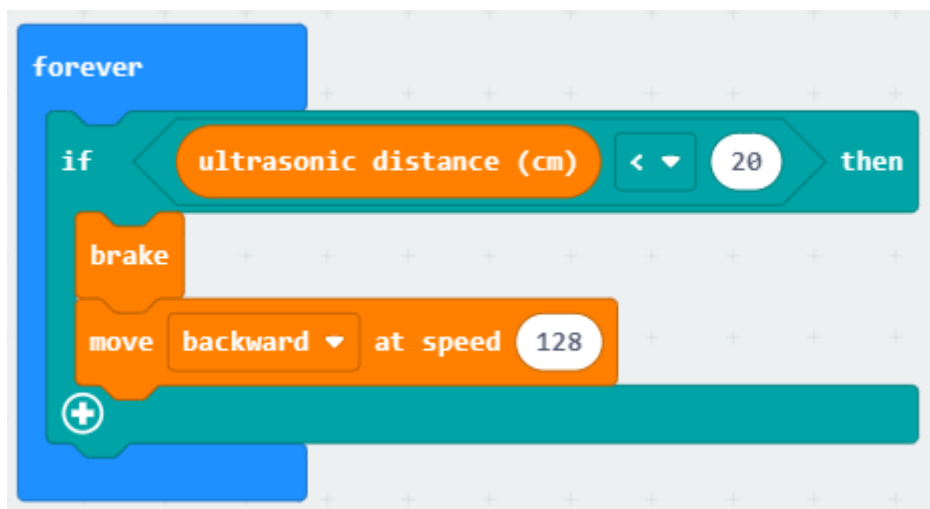 forever
if ultrasonic distance (cm) < 20 then
brake
move backward at speed 128